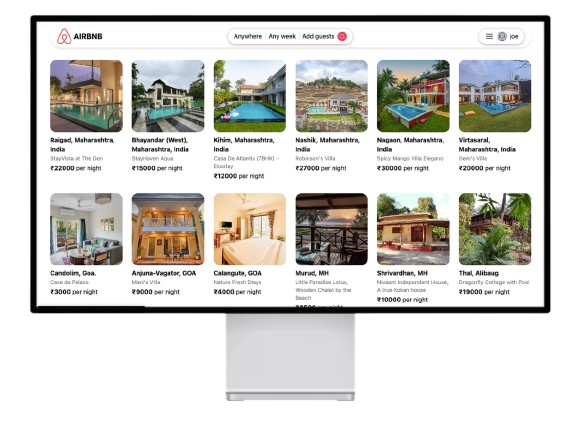 AIRBNB
Anywhere Any week Add guests
joe
Raigad, Maharashtra,
India
StayVista at The Den
₹22000 per night
Bhayandar (West),
Maharashtra, India
StayHaven Aqua
₹15000 per night
Kihim, Maharashtra,
India
Casa De Atlantis (7BHK) -
Ekostay
₹12000 per night
Nashik, Maharashtra,
India
Robinson's Villa
₹27000 per night
Nagaon, Maharashtra,
India
Spicy Mango Villa Elegano
₹30000 per night
Virtasaral,
Maharashtra, India
Gem's Villa
₹20000 per night
Candolim, Goa.
Casa da Palace
₹3000 per night
Anjuna-Vagator, GOA
Mani's Villa
₹9000 per night
Calangute, GOA
Nature Fresh Stays
₹4000 per night
Murud, MH
Little Paradise Lotus,
Wooden Chalet by the
Beach
per night
Shrivardhan, MH
Nivaant Independent House,
A true Kokan house
₹10000 per night
Thal, Alibaug
Dragonfly Cottage with Pool
₹19000 per night